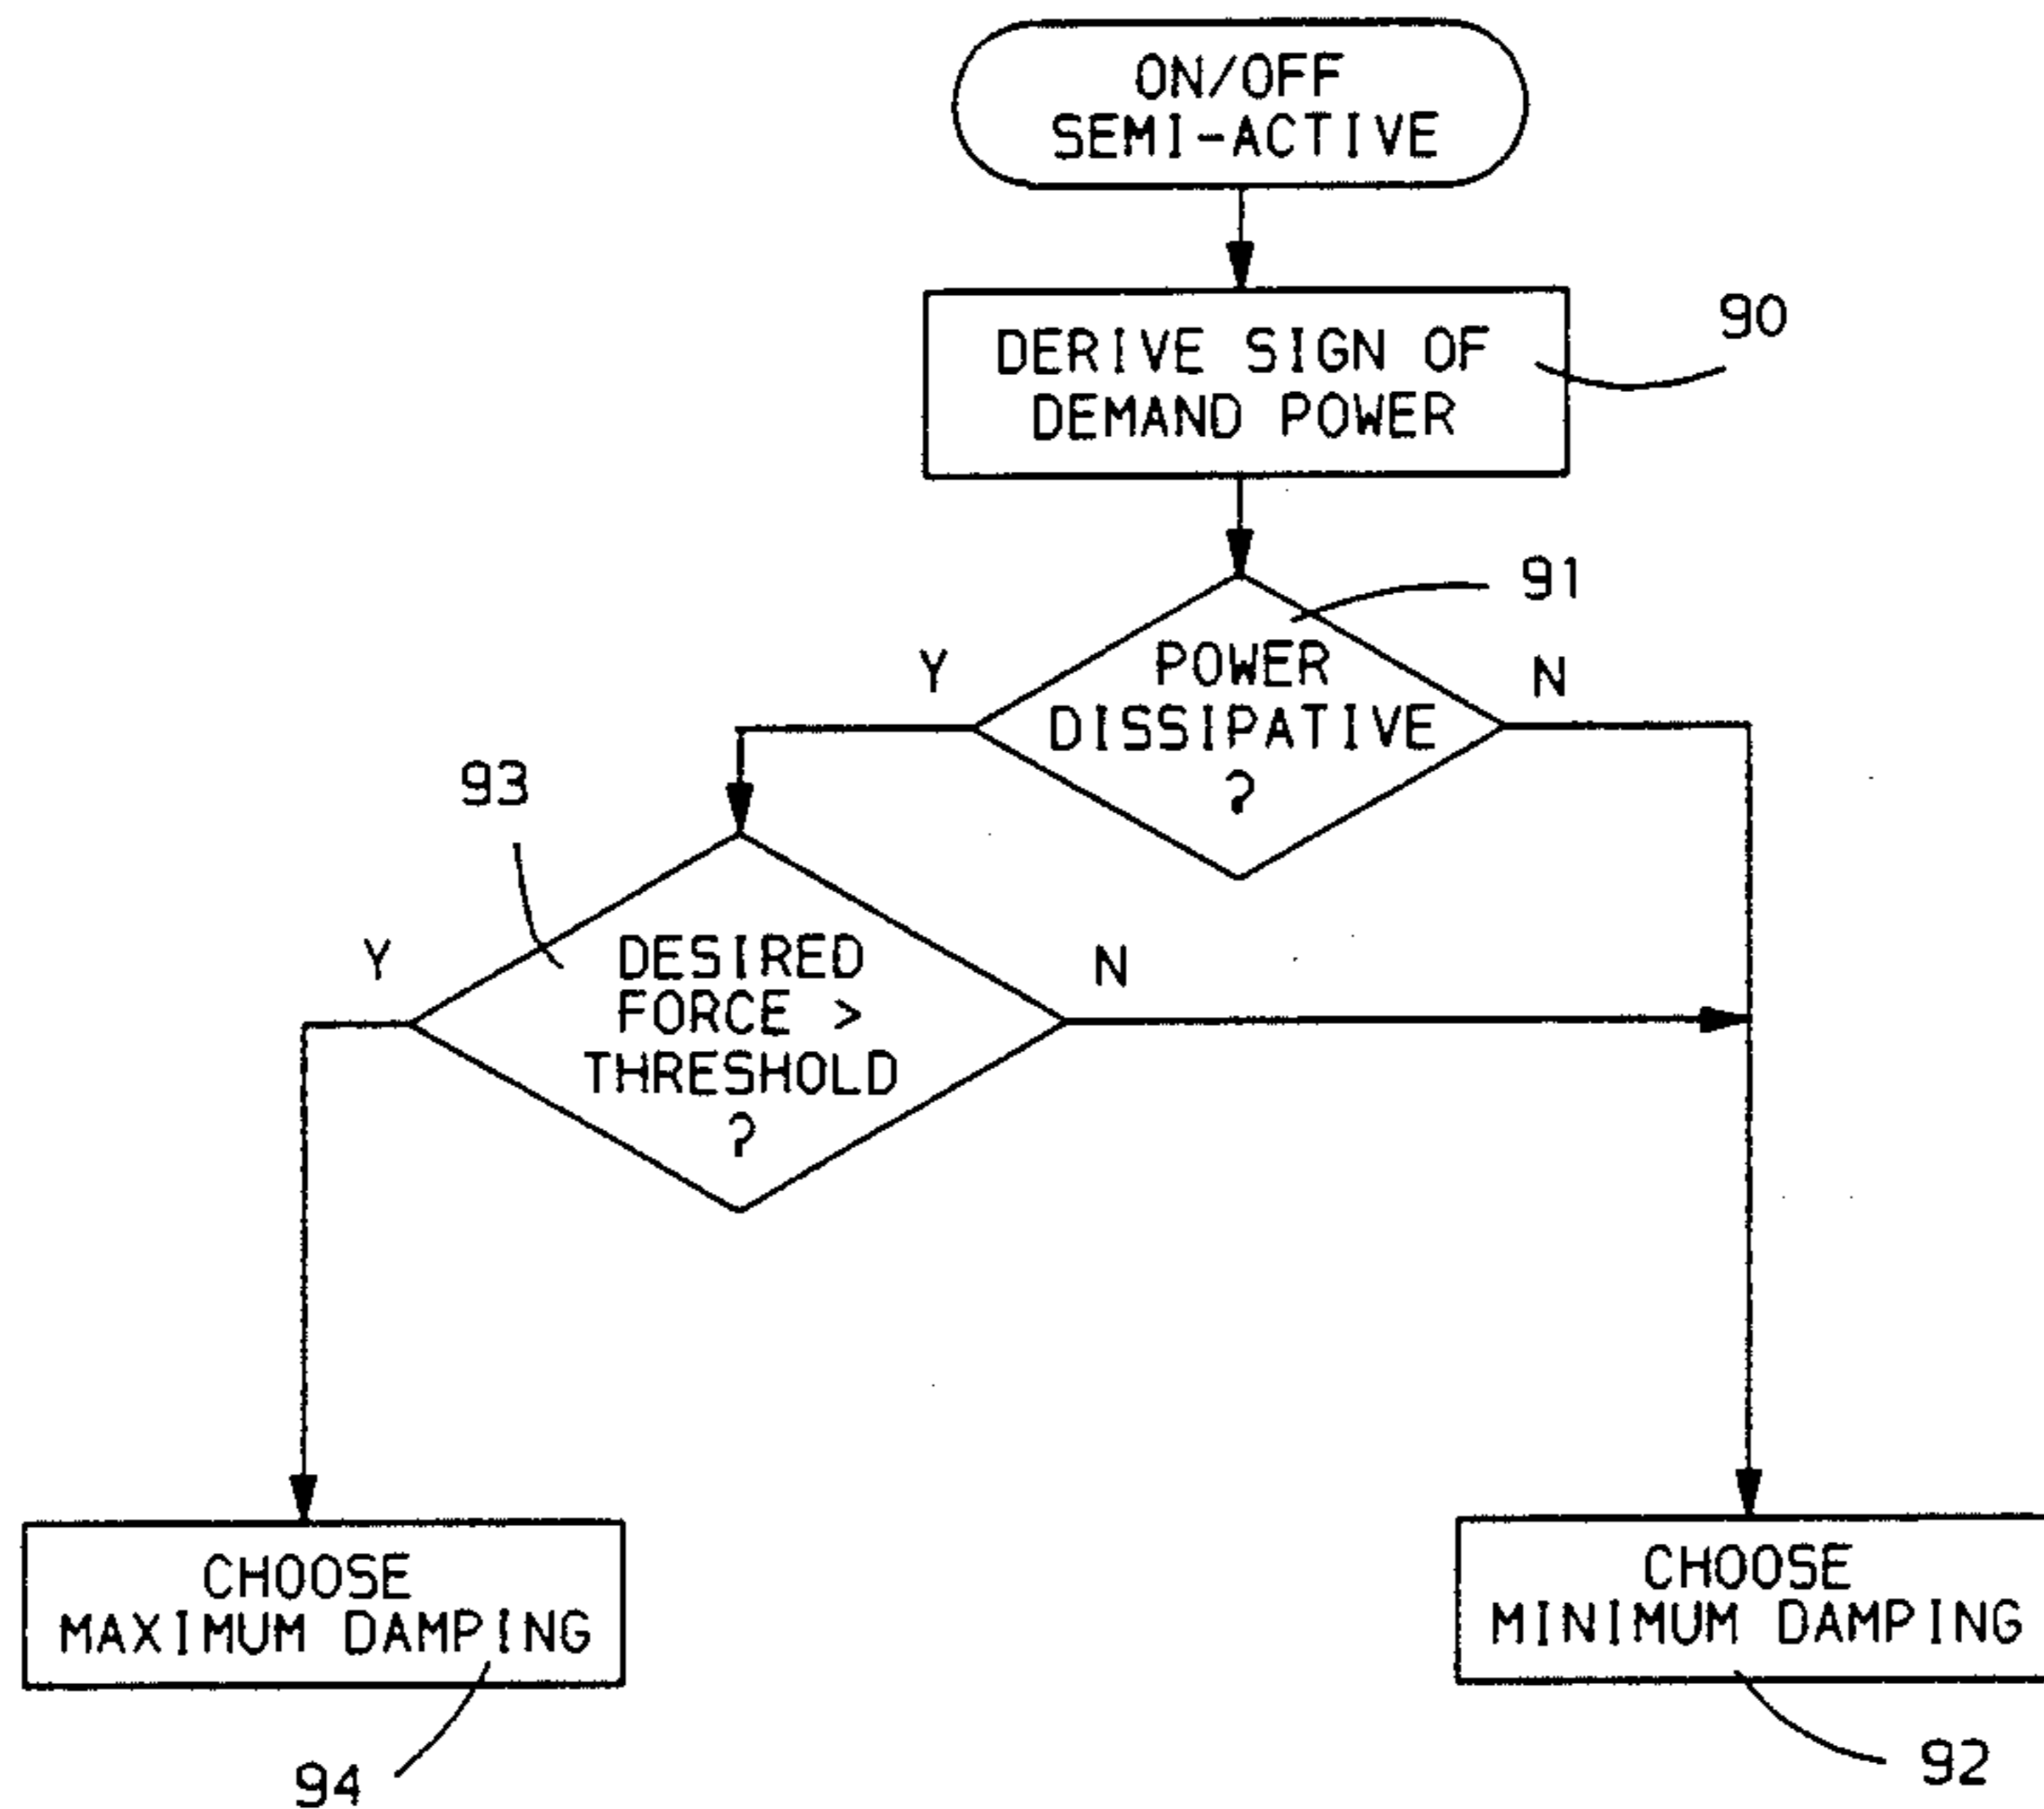 ON/OFF
SEMI-ACTIVE
DERIVE SIGN OF
DEMAND POWER
90
91
POWER
DISSIPATIVE
?
Y
N
93
DESIRED
FORCE >
THRESHOLD
?
Y
N
CHOOSE
MAXIMUM DAMPING
94
CHOOSE
MINIMUM DAMPING
92